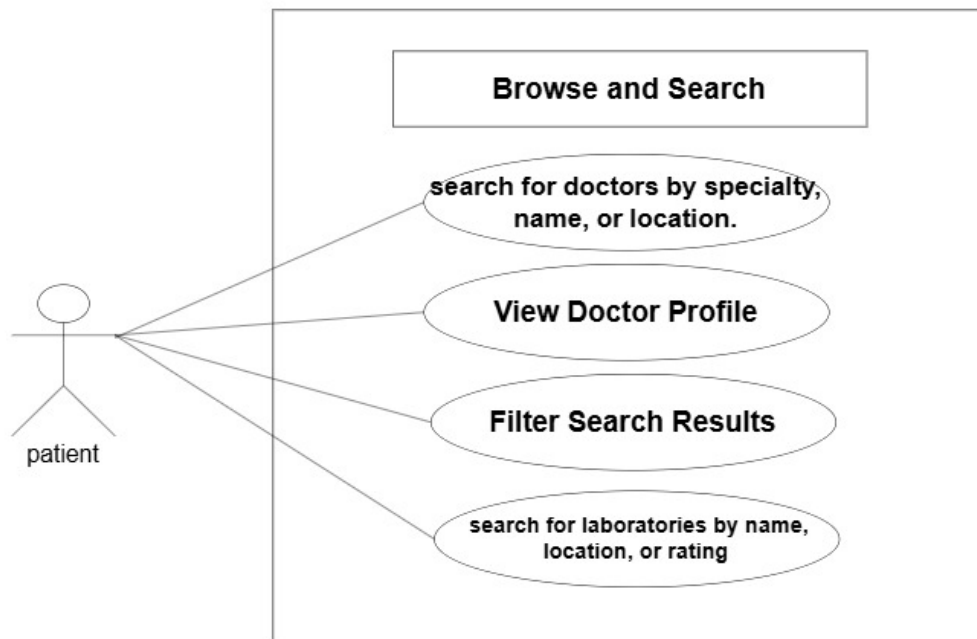 Browse and Search
search for doctors by specialty,
name, or location.
View Doctor Profile
Filter Search Results
patient
search for laboratories by name,
location, or rating